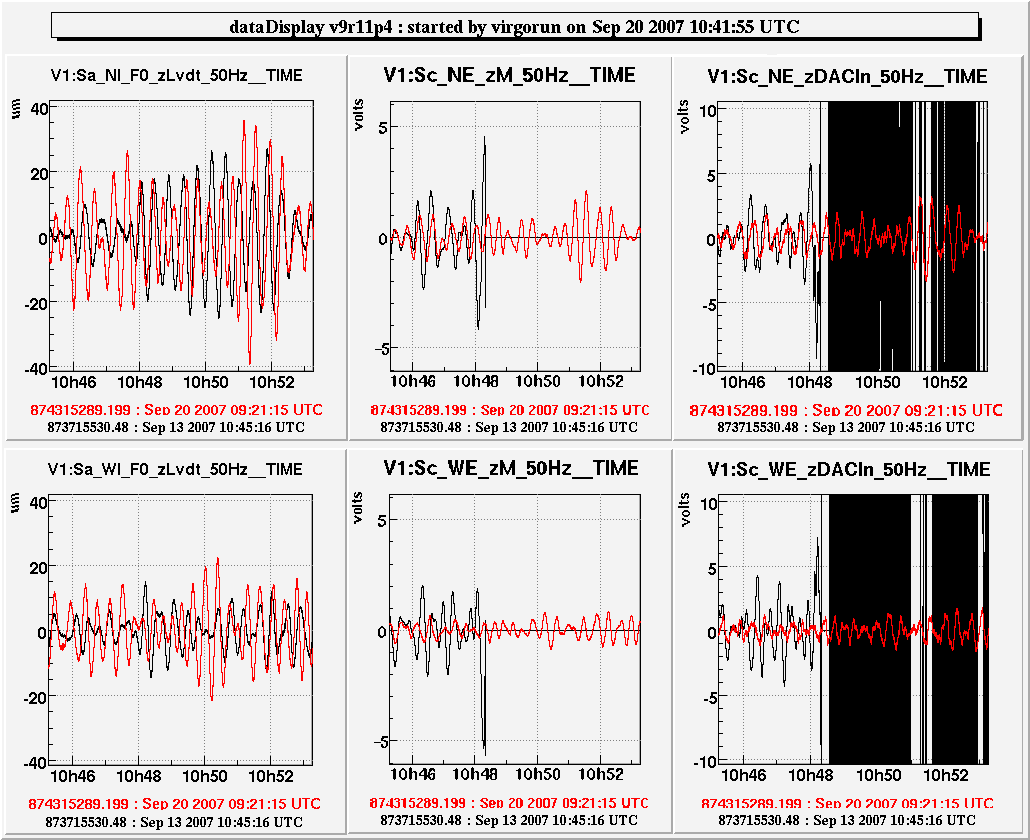 dataDisplay v9r11p4 : started by virgorun on Sep 20 2007 10:41:55 UTC
V1:Sa_NI_F0_zLvdt_50Hz__TIME
um
40
20
0
-20
-40
10h46 10h48 10h50 10h52
874315289.199 : Sep 20 2007 09:21:15 UTC
873715530.48 : Sep 13 2007 10:45:16 UTC
V1:Sc_NE_zM_50Hz__TIME
volts
5
0
-5
10h46 10h48 10h50 10h52
874315289.199 : Sep 20 2007 09:21:15 UTC
873715530.48 : Sep 13 2007 10:45:16 UTC
V1:Sc_NE_zDACIn_50Hz__TIME
volts
10
5
0
-5
-10
10h46 10h48 10h50 10h52
874315289.199 : Sep 20 2007 09:21:15 UTC
873715530.48 : Sep 13 2007 10:45:16 UTC
V1:Sa_WI_F0_zLvdt_50Hz__TIME
um
40
20
0
-20
-40
10h46 10h48 10h50 10h52
874315289.199 : Sep 20 2007 09:21:15 UTC
873715530.48 : Sep 13 2007 10:45:16 UTC
V1:Sc_WE_zM_50Hz__TIME
volts
5
0
-5
10h46 10h48 10h50 10h52
874315289.199 : Sep 20 2007 09:21:15 UTC
873715530.48 : Sep 13 2007 10:45:16 UTC
V1:Sc_WE_zDACIn_50Hz__TIME
volts
10
5
0
-5
-10
10h46 10h48 10h50 10h52
874315289.199 : Sep 20 2007 09:21:15 UTC
873715530.48 : Sep 13 2007 10:45:16 UTC